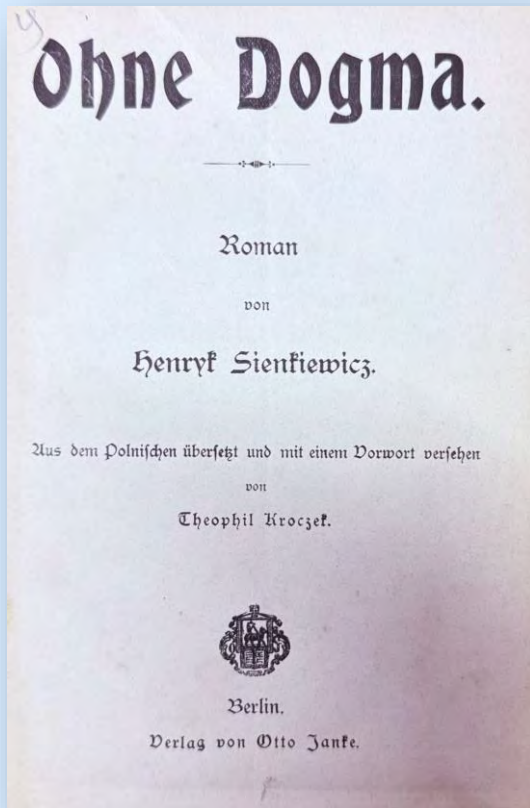 Ohne Dogma.
Roman
von
Henryk Sienkiewicz.
Aus dem Polnischen übersetzt und mit einem Vorwort versehen
von
Theophil Kroczek.
Berlin.
Verlag von Otto Janke.